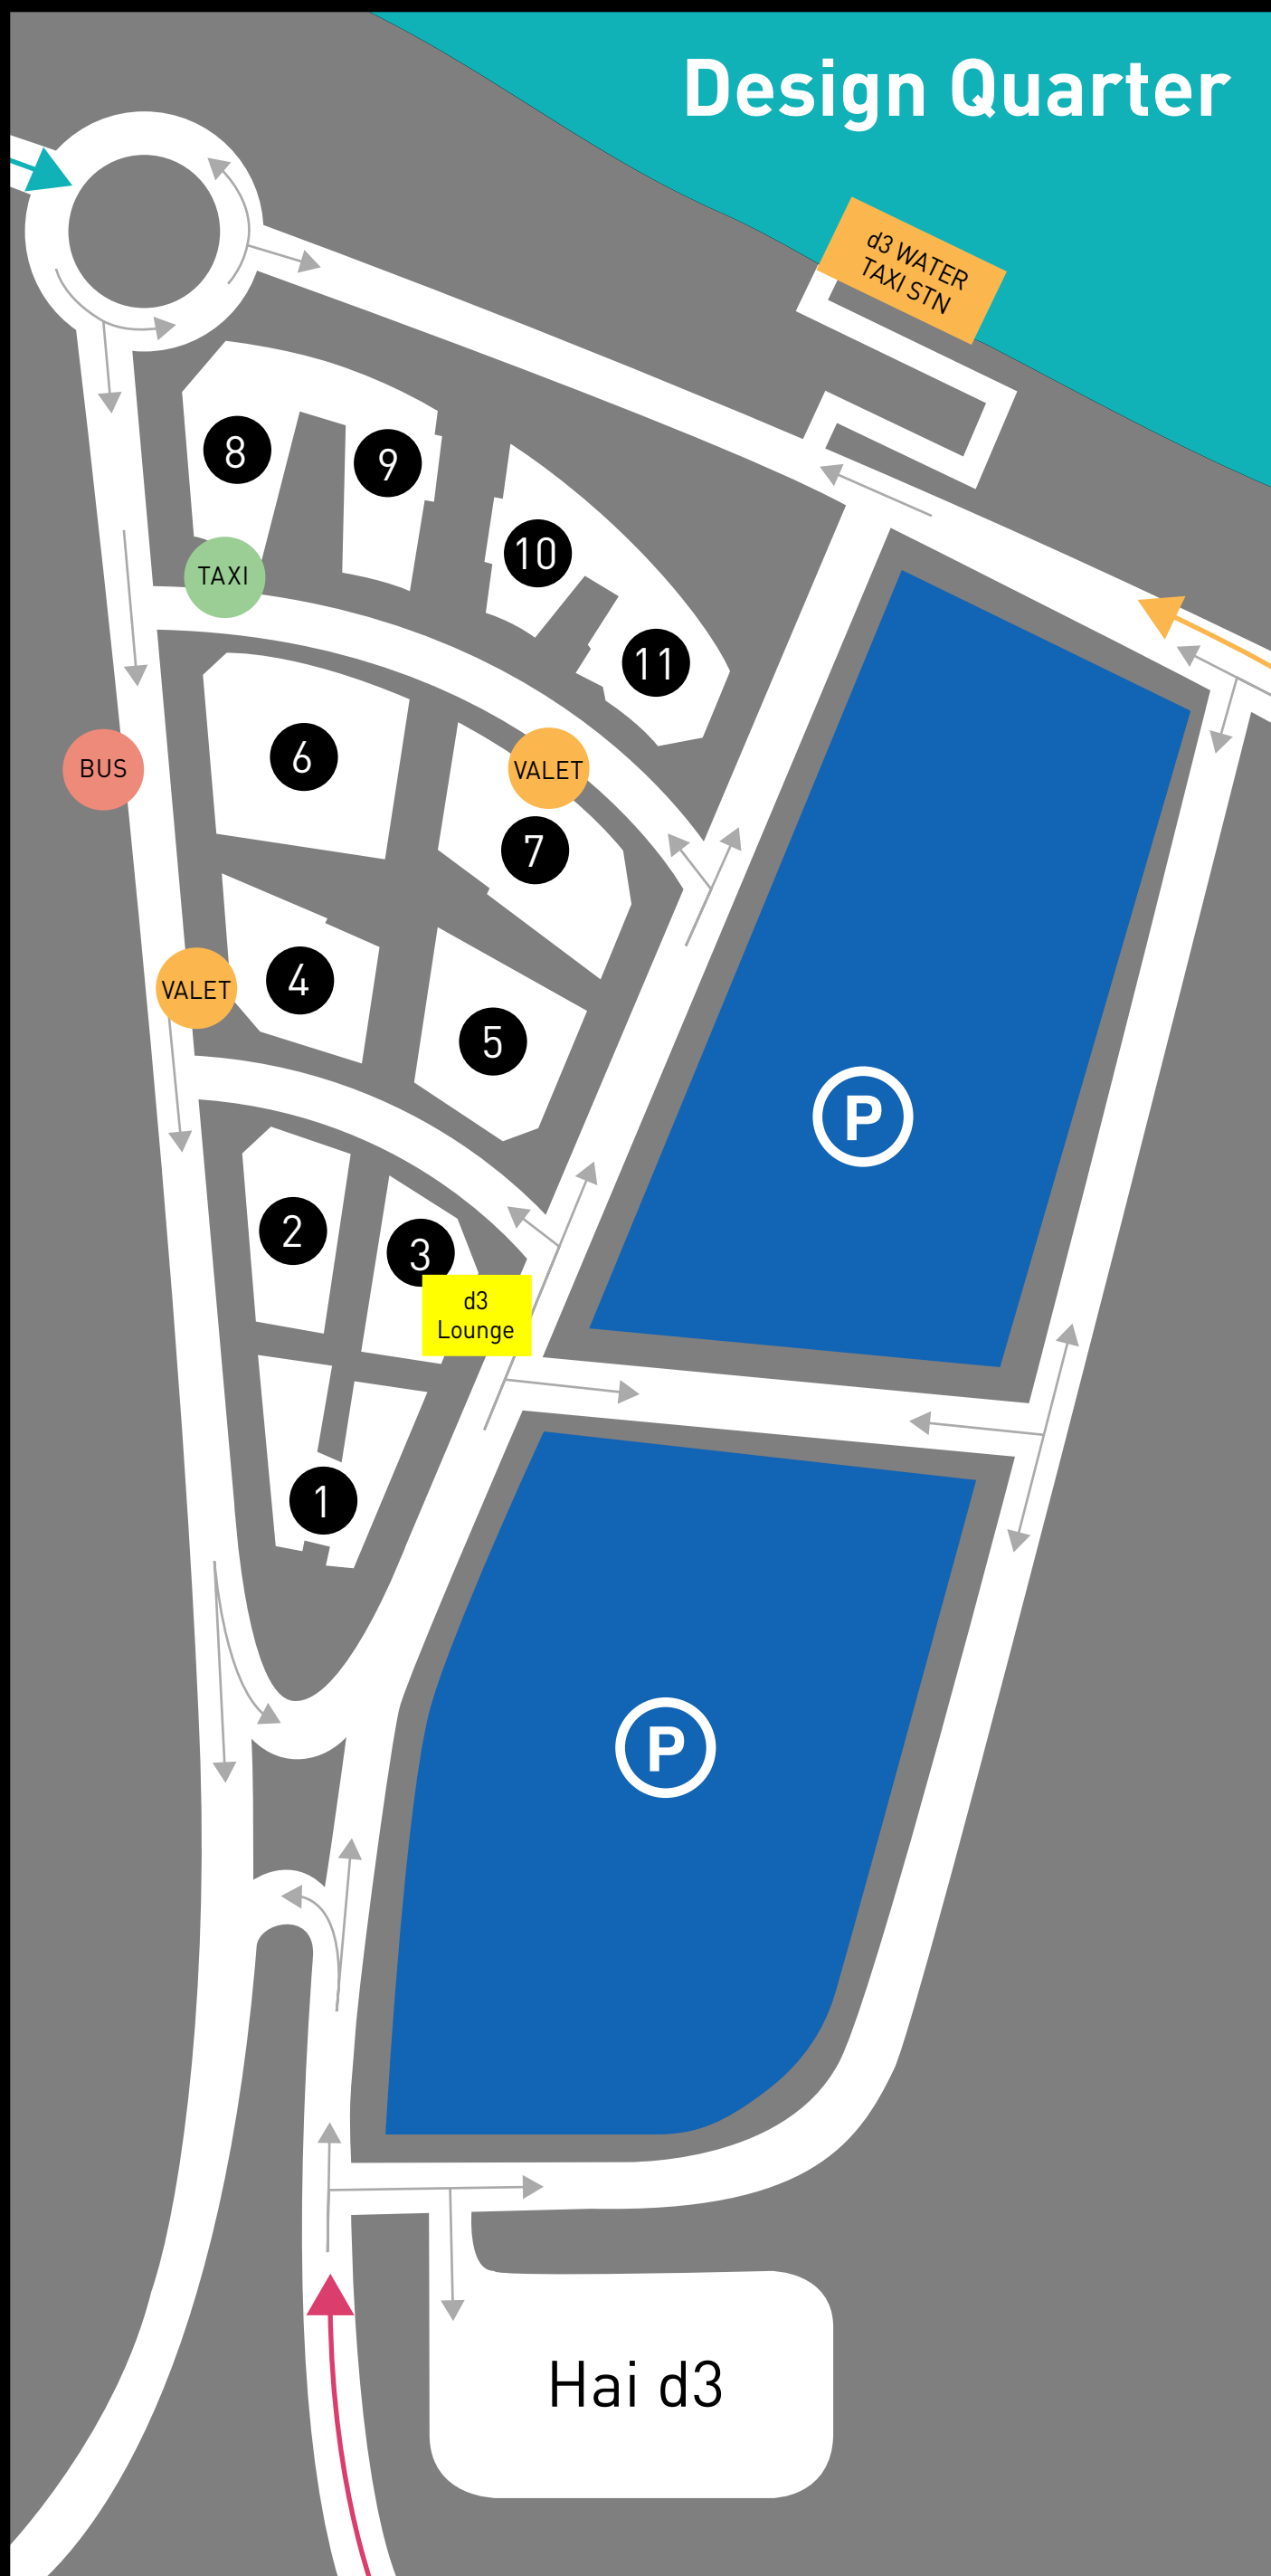 Design Quarter
d3 WATER
TAXI STN
8
9
10
TAXI
11
6
BUS
VALET
7
4
VALET
5
2
3
d3
Lounge
P
1
P
Hai d3